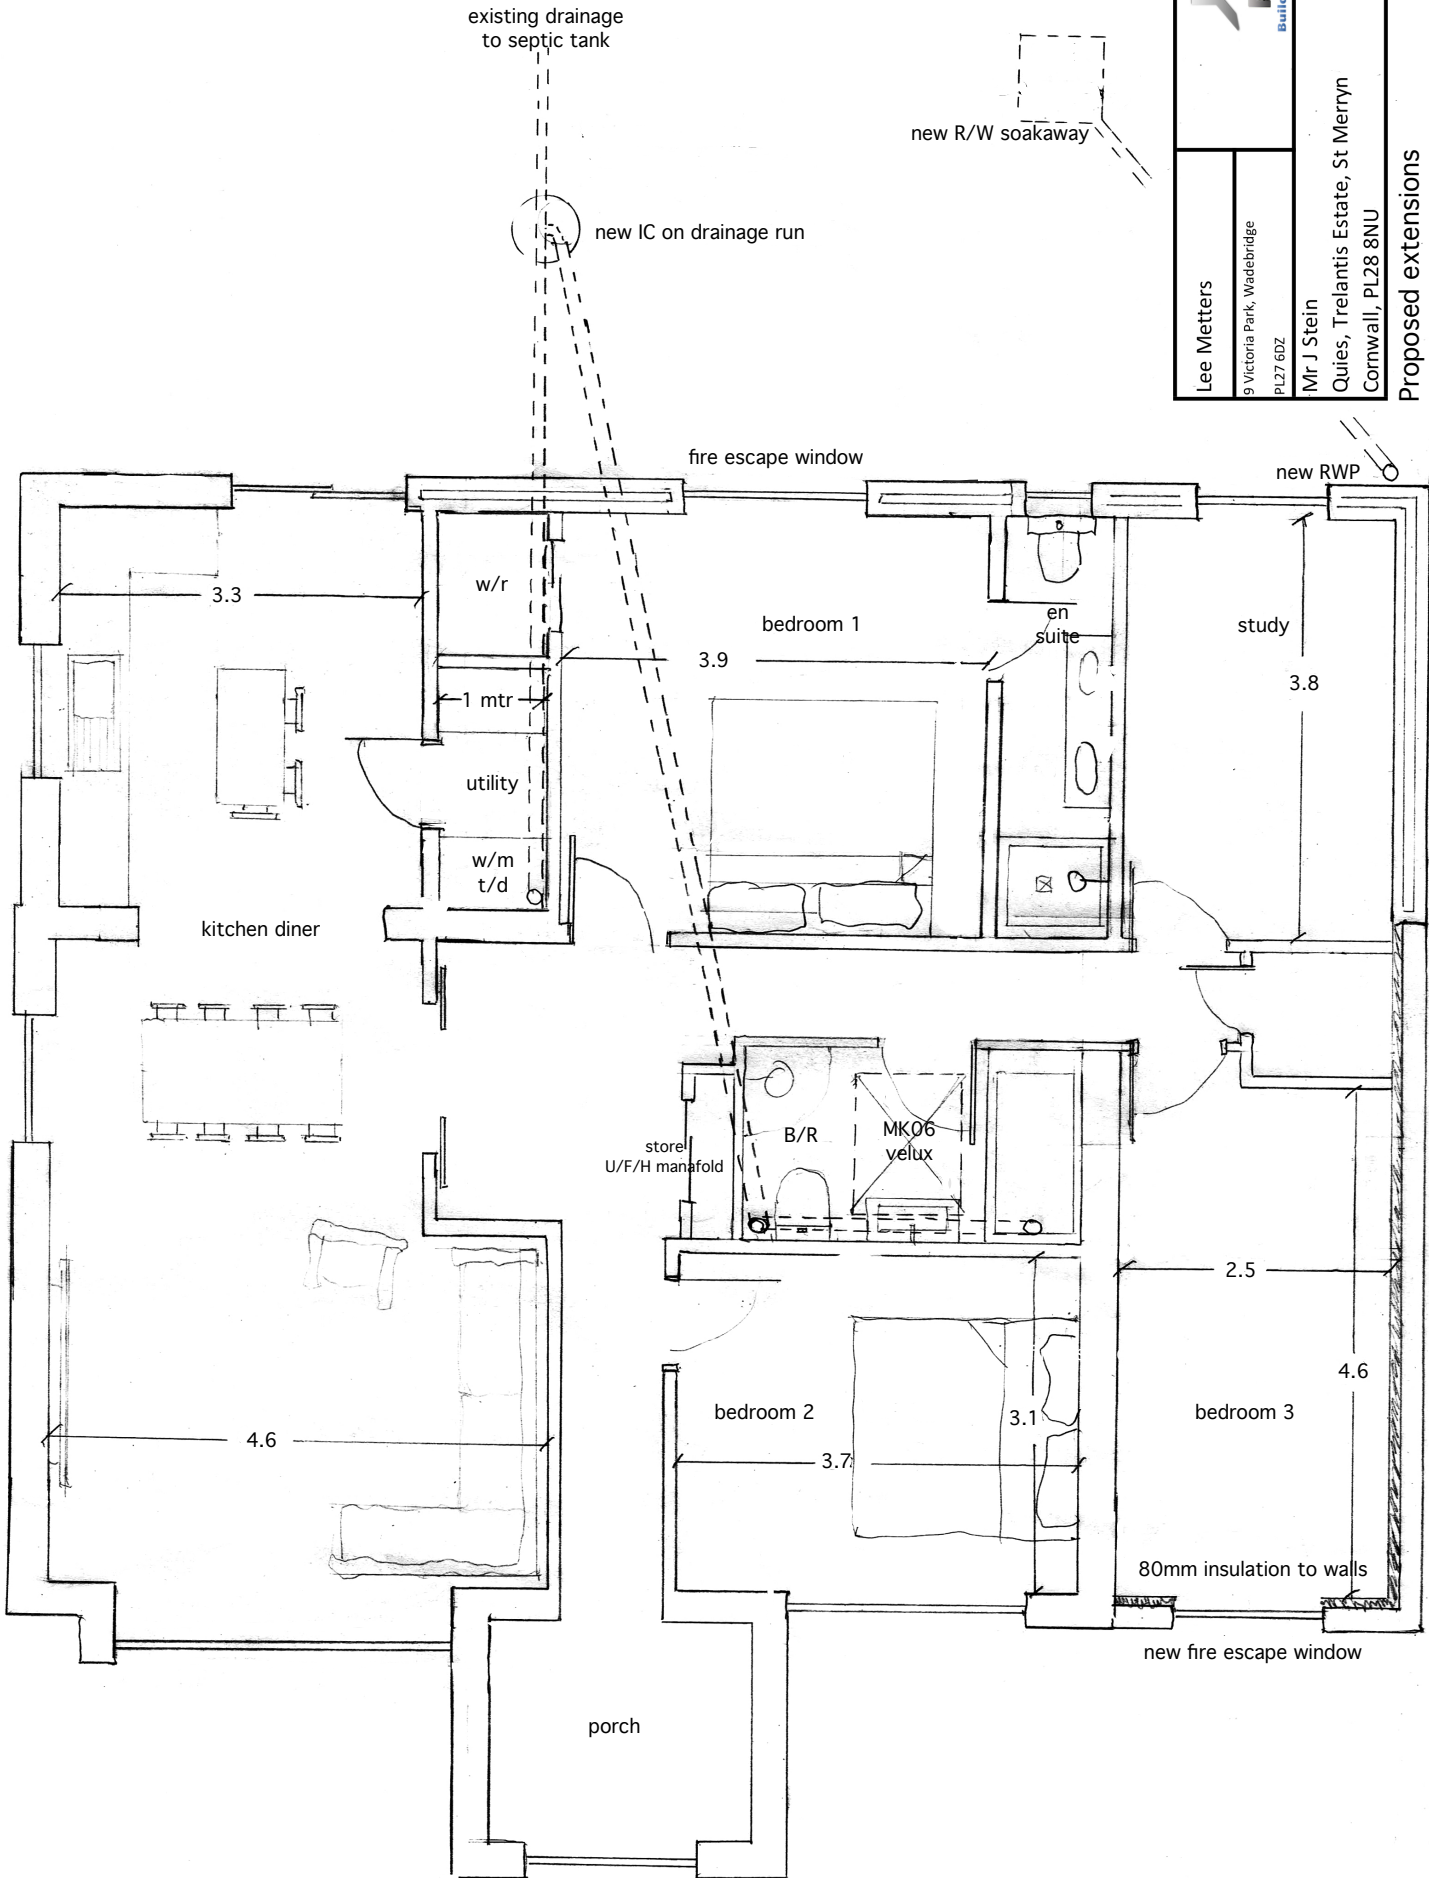 existing drainage
to septic tank
new R/W soakaway
new IC on drainage run
Lee Metters
9 Victoria Park, Wadebridge
PL27 6DZ
Mr J Stein
Quies, Trelantis Estate, St Merryn
Cornwall, PL28 8NU
Proposed extensions
fire escape window
new RWP
w/r
3.3
bedroom 1
en
suite
study
3.9
3.8
1 mtr
utility
w/m
t/d
kitchen diner
store
U/F/H manafold
B/R
MK06
velux
2.5
4.6
bedroom 2
3.1
bedroom 3
4.6
3.7
80mm insulation to walls
new fire escape window
porch